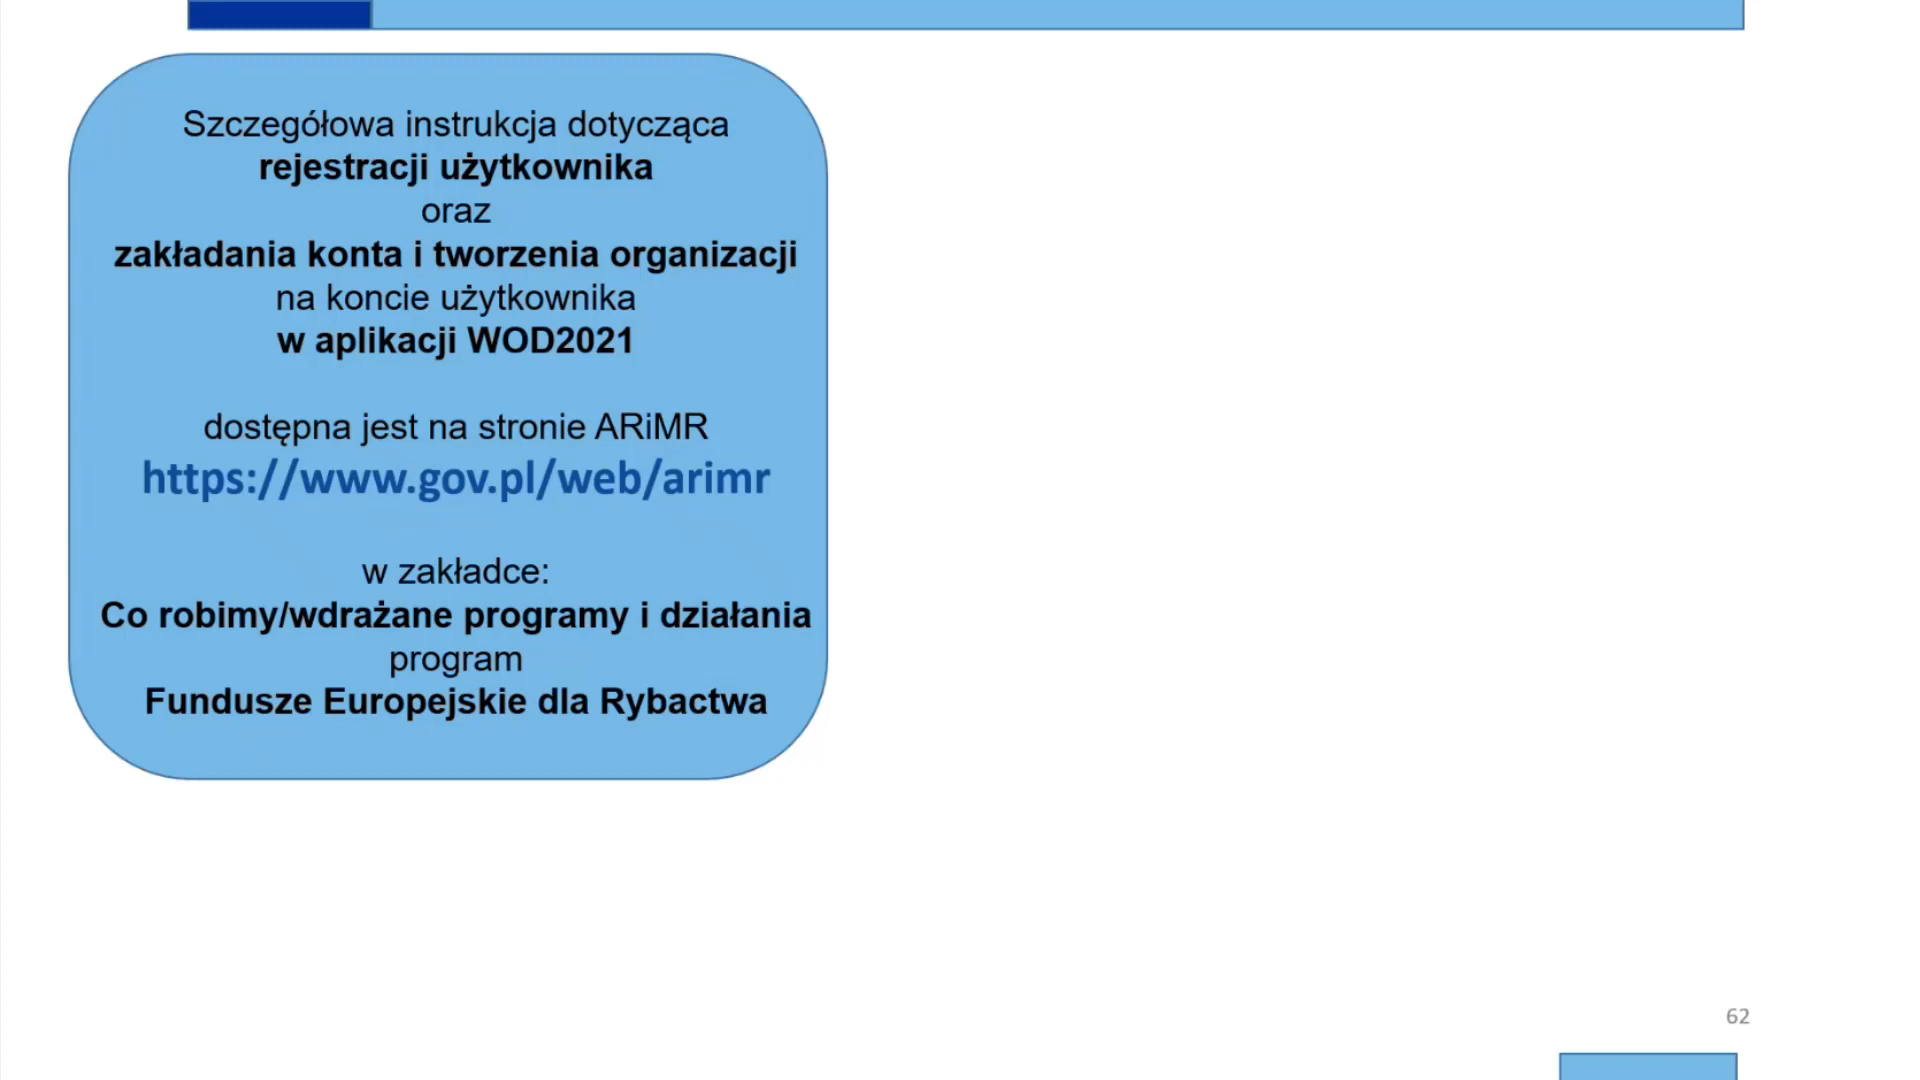 Szczegółowa instrukcja dotycząca
rejestracji użytkownika
oraz
zakładania konta i tworzenia organizacji
na koncie użytkownika
w aplikacji WOD2021
dostępna jest na stronie ARiMR
https://www.gov.pl/web/arimr
w zakładce:
Co robimy/wdrażane programy i działania
program
Fundusze Europejskie dla Rybactwa
62